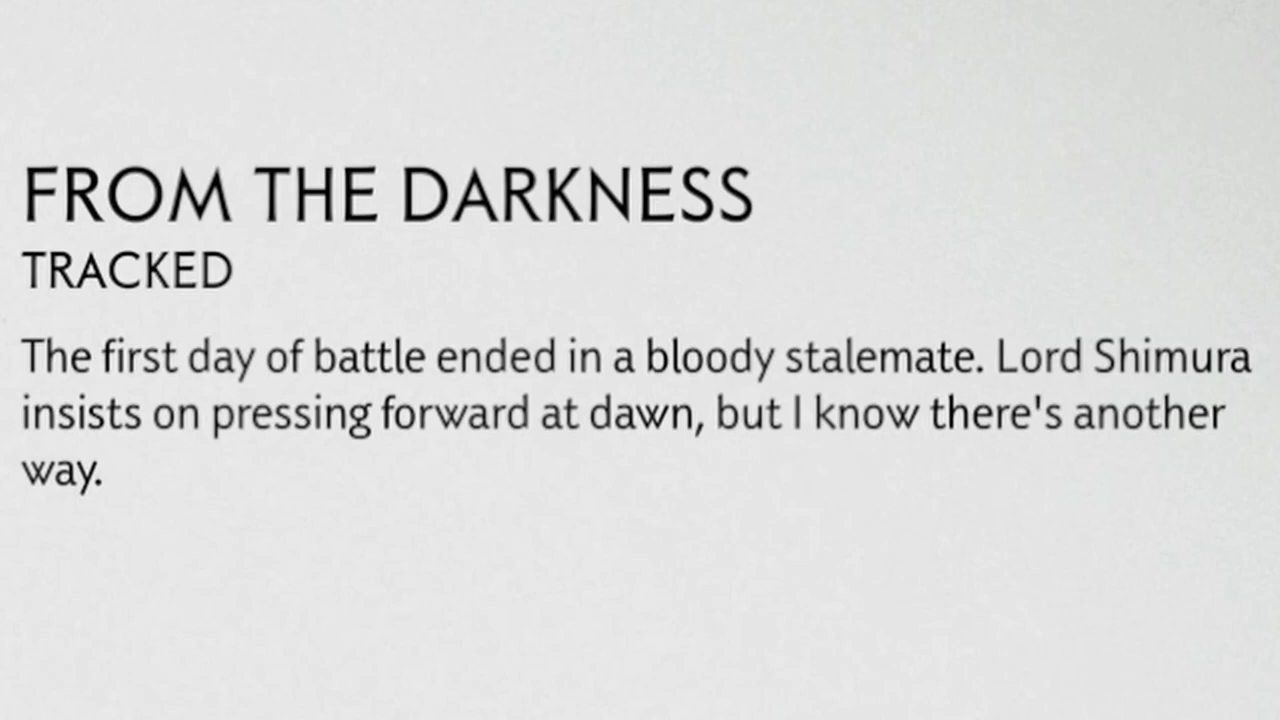 FROM THE DARKNESS
TRACKED
The first day of battle ended in a bloody stalemate. Lord Shimura
insists on pressing forward at dawn, but I know there's another
way.